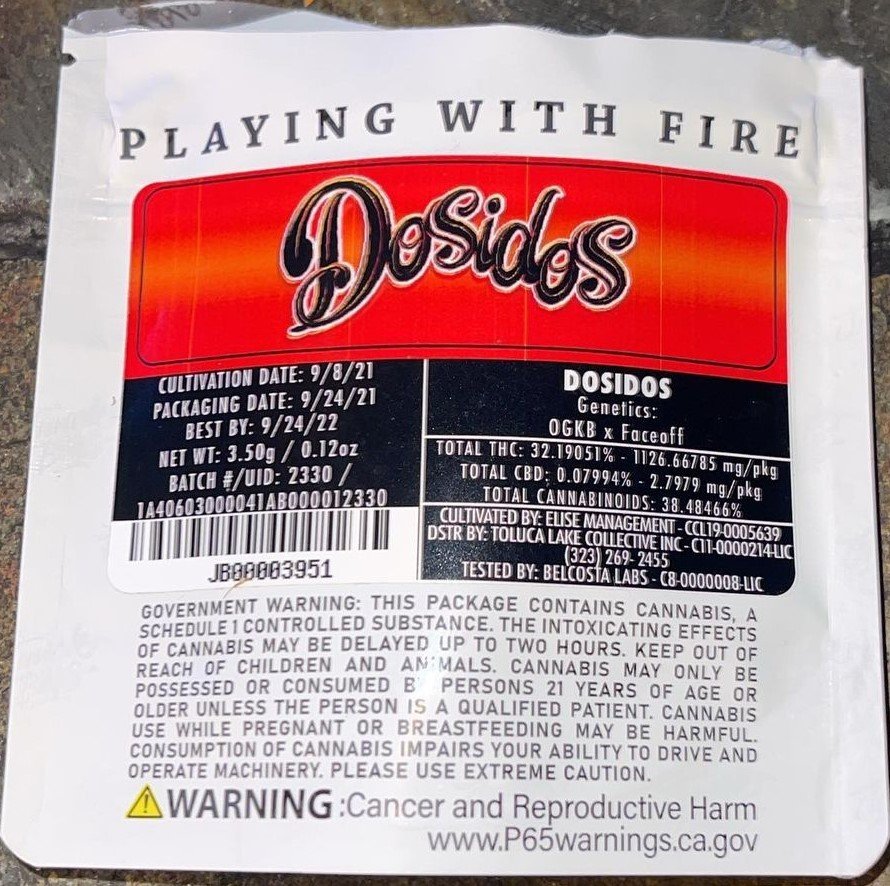 PLAYING WITH FIRE
Dosidos
CULTIVATION DATE: 9/8/21
PACKAGING DATE: 9/24/21
BEST BY: 9/24/22
NET WT: 3.50g / 0.12oz
BATCH #/UID: 2330 /
1A40603000041AB000012330
JB00003951
DOSIDOS
Genetics:
OGKB x Faceoff
TOTAL THC: 32.19051% - 1126.66785 mg/pkg
TOTAL CBD: 0.07994% - 2.7979 mg/pkg
TOTAL CANNABINOIDS: 38.48466%
CULTIVATED BY: ELISE MANAGEMENT - CCL19-0005639
DSTR BY: TOLUCA LAKE COLLECTIVE INC - C11-0000214-LIC
(323) 269- 2455
TESTED BY: BELCOSTA LABS - C8-0000008-LIC
GOVERNMENT WARNING: THIS PACKAGE CONTAINS CANNABIS, A
SCHEDULE 1 CONTROLLED SUBSTANCE. THE INTOXICATING EFFECTS
OF CANNABIS MAY BE DELAYED UP TO TWO HOURS. KEEP OUT OF
REACH OF CHILDREN AND ANIMALS. CANNABIS MAY ONLY BE
POSSESSED OR CONSUMED BY PERSONS 21 YEARS OF AGE OR
OLDER UNLESS THE PERSON IS A QUALIFIED PATIENT. CANNABIS
USE WHILE PREGNANT OR BREASTFEEDING MAY BE HARMFUL.
CONSUMPTION OF CANNABIS IMPAIRS YOUR ABILITY TO DRIVE AND
OPERATE MACHINERY. PLEASE USE EXTREME CAUTION.
WARNING :Cancer and Reproductive Harm
www.P65warnings.ca.gov